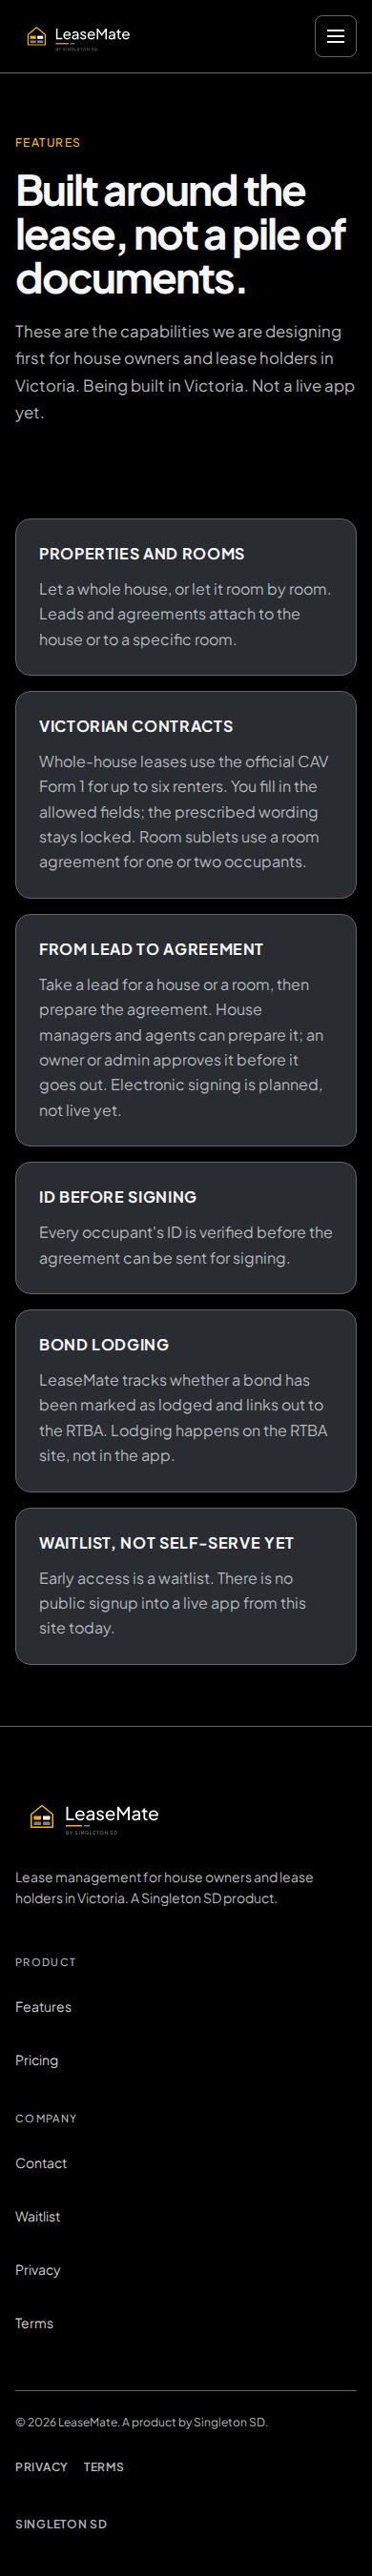 LeaseMate
BY SINGLETON SD
FEATURES
Built around the
lease, not a pile of
documents.
These are the capabilities we are designing
first for house owners and lease holders in
Victoria. Being built in Victoria. Not a live app
yet.
PROPERTIES AND ROOMS
Let a whole house, or let it room by room.
Leads and agreements attach to the
house or to a specific room.
VICTORIAN CONTRACTS
Whole-house leases use the official CAV
Form 1 for up to six renters. You fill in the
allowed fields; the prescribed wording
stays locked. Room sublets use a room
agreement for one or two occupants.
FROM LEAD TO AGREEMENT
Take a lead for a house or a room, then
prepare the agreement. House
managers and agents can prepare it; an
owner or admin approves it before it
goes out. Electronic signing is planned,
not live yet.
ID BEFORE SIGNING
Every occupant's ID is verified before the
agreement can be sent for signing.
BOND LODGING
LeaseMate tracks whether a bond has
been marked as lodged and links out to
the RTBA. Lodging happens on the RTBA
site, not in the app.
WAITLIST, NOT SELF-SERVE YET
Early access is a waitlist. There is no
public signup into a live app from this
site today.
LeaseMate
BY SINGLETON SD
Lease management for house owners and lease
holders in Victoria. A Singleton SD product.
PRODUCT
Features
Pricing
COMPANY
Contact
Waitlist
Privacy
Terms
© 2026 LeaseMate. A product by Singleton SD.
PRIVACY TERMS
SINGLETON SD